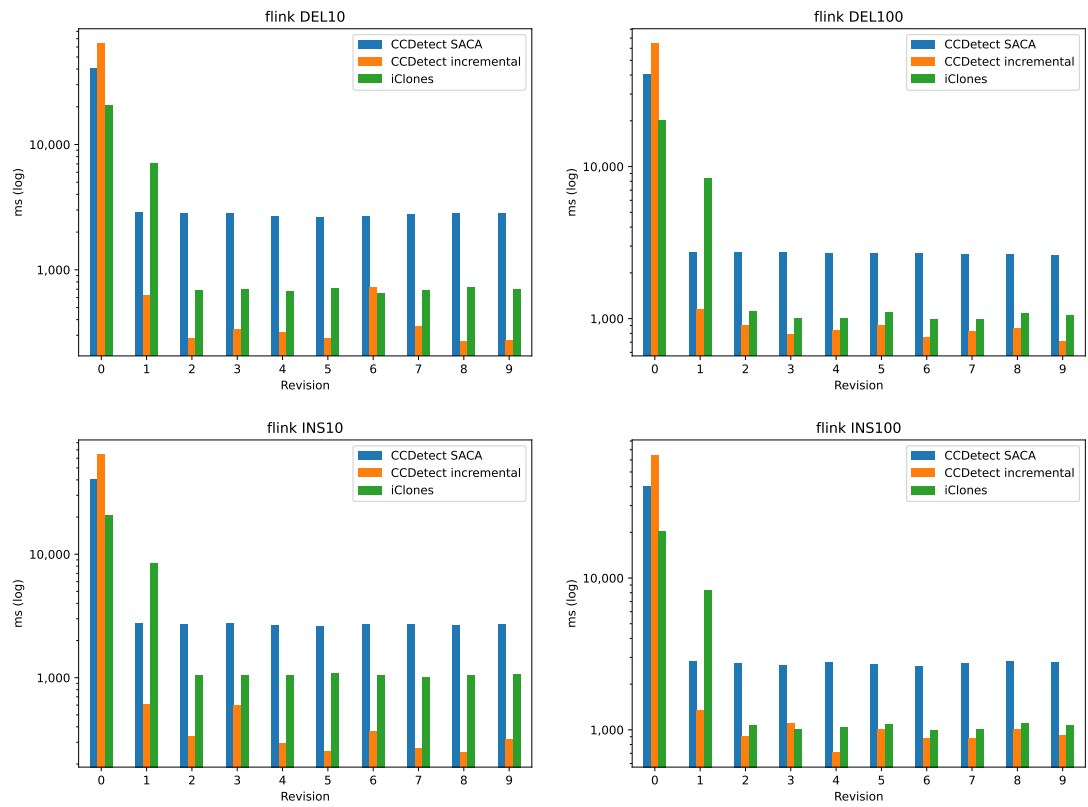 flink DEL10
CCDetect SACA
CCDetect incremental
iClones
10,000
1,000
ms (log)
0 1 2 3 4 5 6 7 8 9
Revision
flink DEL100
CCDetect SACA
CCDetect incremental
iClones
10,000
1,000
ms (log)
0 1 2 3 4 5 6 7 8 9
Revision
flink INS10
CCDetect SACA
CCDetect incremental
iClones
10,000
1,000
ms (log)
0 1 2 3 4 5 6 7 8 9
Revision
flink INS100
CCDetect SACA
CCDetect incremental
iClones
10,000
1,000
ms (log)
0 1 2 3 4 5 6 7 8 9
Revision